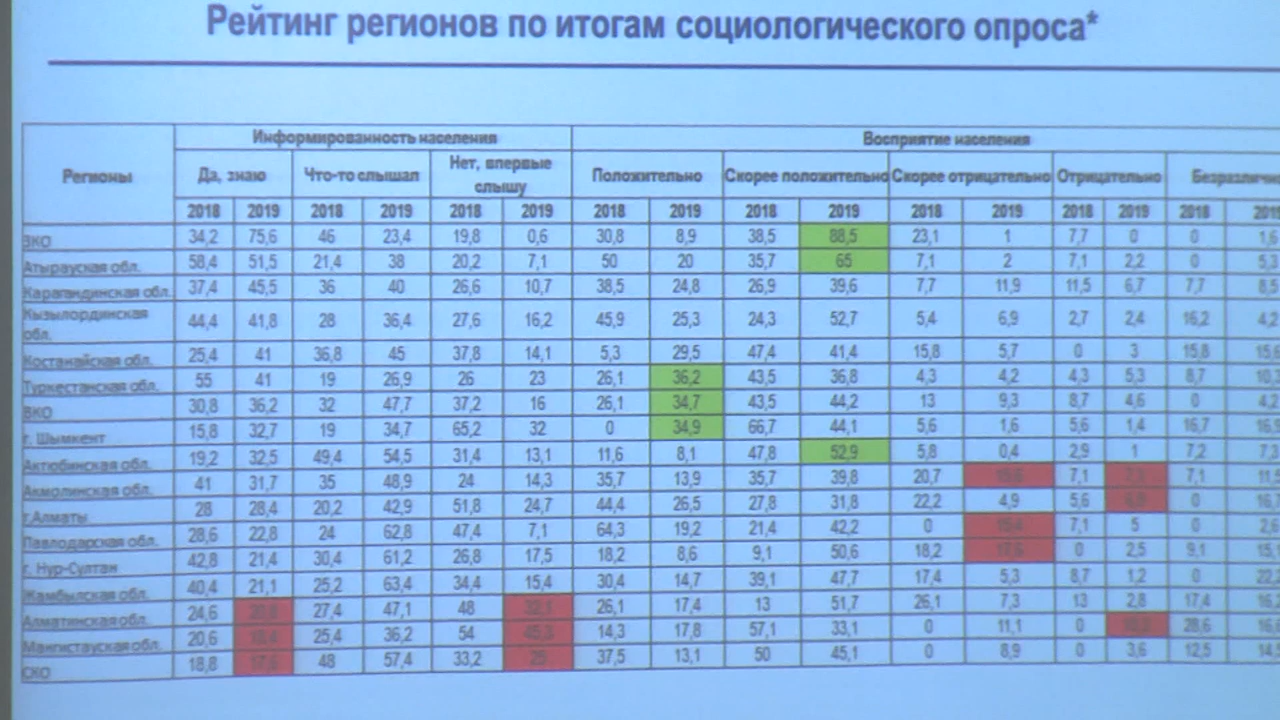 Рейтинг регионов по итогам социологического опроса*
Регионы Информированность населения Восприятие населения
Да, знаю Что-то слышал Нет, впервые слышу Положительно Скорее положительно Скорее отрицательно Отрицательно
2018 2019 2018 2019 2018 2019 2018 2019 2018 2019 2018 2019 2018 2019 2018
ЗКО 34,2 75,6 46 23,4 19,8 0,6 30,8 8,9 38,5 88,5 23,1 1 7,7 0 0 1,6
Атырауская обл. 58,4 51,5 21,4 38 20,2 7,1 50 20 35,7 65 7,1 2 7,1 2,2 0 5,3
Карагандинская обл. 37,4 45,5 36 40 26,6 10,7 38,5 24,8 26,9 39,6 7,7 11,9 11,5 6,7 7,7 8,5
Кызылординская обл. 44,4 41,8 28 36,4 27,6 16,2 45,9 25,3 24,3 52,7 5,4 6,9 2,7 2,4 16,2 4,2
Костанайская обл. 25,4 41 36,8 45 37,8 14,1 5,3 29,5 47,4 41,4 15,8 5,7 0 3 15,8
Туркестанская обл. 55 41 19 26,9 26 23 26,1 36,2 43,5 36,8 4,3 4,2 4,3 5,3 8,7
ВКО 30,8 36,2 32 47,7 37,2 16 26,1 34,7 43,5 44,2 13 9,3 8,7 4,6 0 4,2
г. Шымкент 15,8 32,7 19 34,7 65,2 32 0 34,9 66,7 44,1 5,6 1,6 5,6 1,4 16,7
Актюбинская обл. 19,2 32,5 49,4 54,5 31,4 13,1 11,6 8,1 47,8 52,9 5,8 0,4 2,9 1 7,2
Акмолинская обл. 41 31,7 35 48,9 24 14,3 35,7 13,9 35,7 39,8 20,7 7,1 7,1
г.Алматы 28 28,4 20,2 42,9 51,8 24,7 44,4 26,5 27,8 31,8 22,2 4,9 5,6 0
Павлодарская обл. 28,6 22,8 24 62,8 47,4 7,1 64,3 19,2 21,4 42,2 0 15,4 7,1 5 0
г. Нур-Султан 42,8 21,4 30,4 61,2 26,8 17,5 18,2 8,6 9,1 50,6 18,2 17,6 0 2,5 9,1
Жамбылская обл. 40,4 21,1 25,2 63,4 34,4 15,4 30,4 14,7 39,1 47,7 17,4 5,3 8,7 1,2 0
Алматинская обл. 24,6 27,4 47,1 48 32,1 26,1 17,4 13 51,7 26,1 7,3 13 2,8 17,4
Мангистауская обл. 20,6 18,4 25,4 36,2 54 45,3 14,3 17,8 57,1 33,1 0 11,1 0 28,6
СКО 18,8 17,6 48 57,4 33,2 25 37,5 13,1 50 45,1 0 8,9 0 3,6 12,5